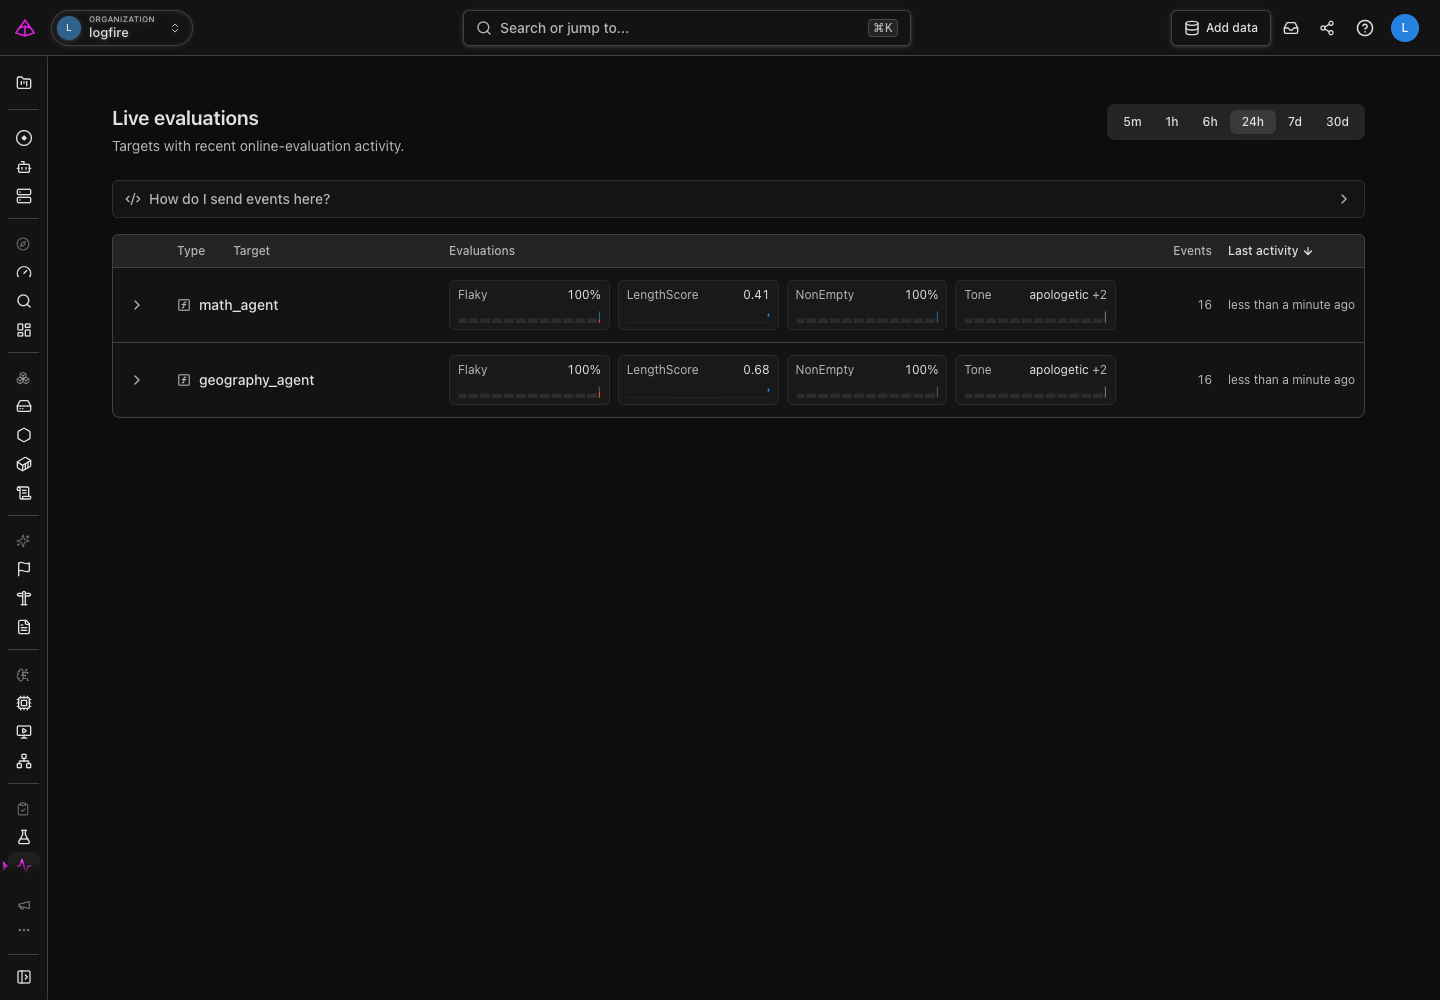 L
ORGANIZATION
logfire
Search or jump to...
⌘K
Add data
L
Live evaluations
Targets with recent online-evaluation activity.
5m 1h 6h 24h 7d 30d
How do I send events here?
Type Target Evaluations Events Last activity
math_agent
Flaky 100%
LengthScore 0.41
NonEmpty 100%
Tone apologetic +2
16
less than a minute ago
geography_agent
Flaky 100%
LengthScore 0.68
NonEmpty 100%
Tone apologetic +2
16
less than a minute ago